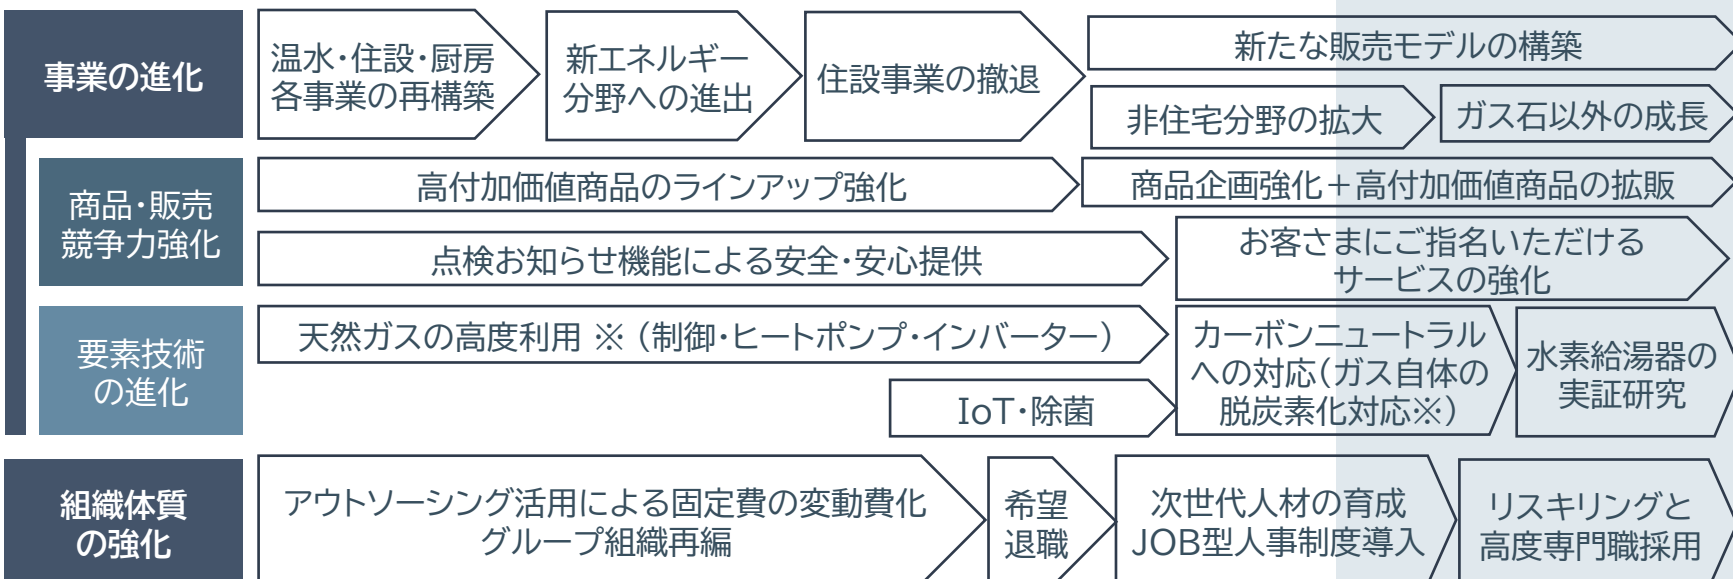 事業の進化
温水・住設・厨房
各事業の再構築
新エネルギー
分野への進出
住設事業の撤退
新たな販売モデルの構築
非住宅分野の拡大
ガス石以外の成長
商品・販売
競争力強化
高付加価値商品のラインアップ強化
商品企画強化＋高付加価値商品の拡販
点検お知らせ機能による安全・安心提供
お客さまにご指名いただける
サービスの強化
要素技術
の進化
天然ガスの高度利用 ※（制御・ヒートポンプ・インバーター）
IoT・除菌
カーボンニュートラル
への対応（ガス自体の
脱炭素化対応※）
水素給湯器の
実証研究
組織体質
の強化
アウトソーシング活用による固定費の変動費化
グループ組織再編
希望
退職
次世代人材の育成
JOB型人事制度導入
リスキリングと
高度専門職採用